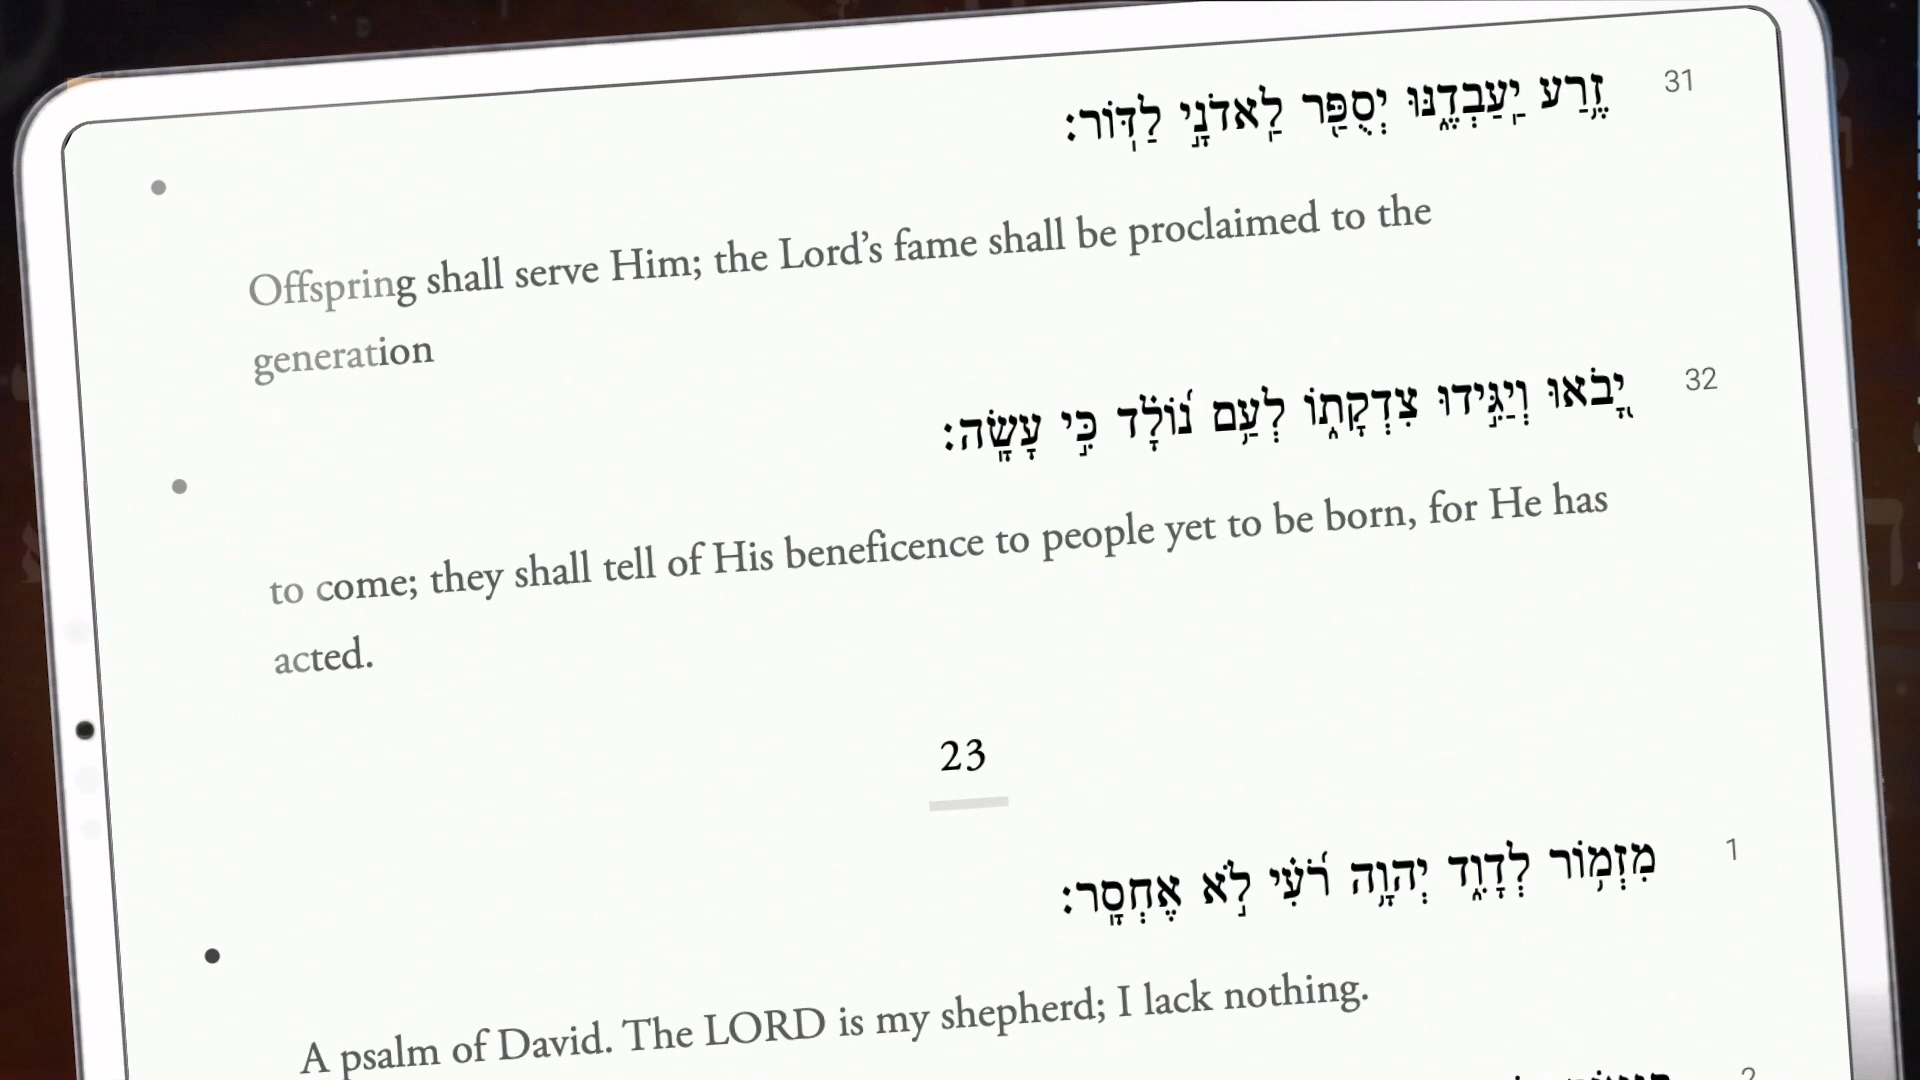 31
זֶ֥רַע יַֽעַבְדֶ֑נּוּ יְסֻפַּ֖ר לַֽאדֹנָ֣י לַדּֽוֹר׃
Offspring shall serve Him; the Lord’s fame shall be proclaimed to the
generation
32
יָ֭בֹאוּ וְיַגִּ֣ידוּ צִדְקָת֑וֹ לְעַ֥ם נ֝וֹלָ֗ד כִּ֣י עָשָֽׂה׃
to come; they shall tell of His beneficence to people yet to be born, for He has
acted.
23
1
מִזְמ֥וֹר לְדָוִ֑ד יְהוָ֥ה רֹ֝עִ֗י לֹ֣א אֶחְסָֽר׃
A psalm of David. The LORD is my shepherd; I lack nothing.
2